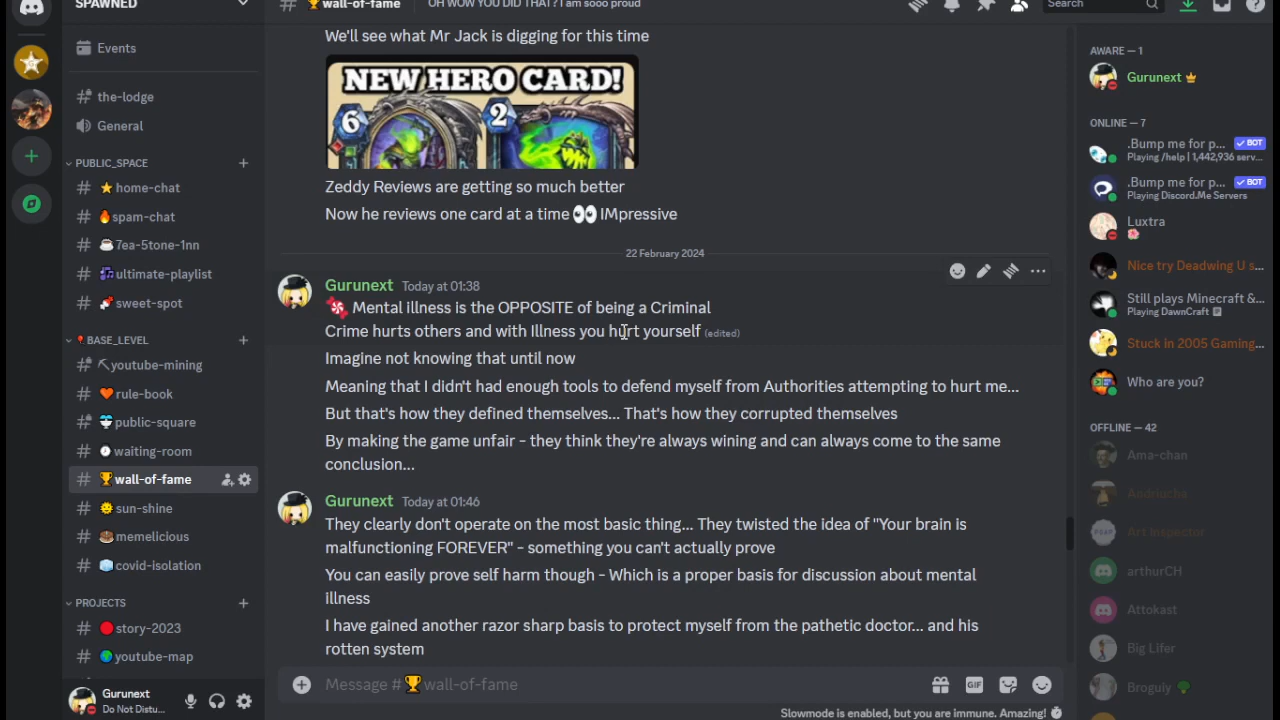 SPAWNED
Events
the-lodge
General
PUBLIC_SPACE
home-chat
spam-chat
7ea-5tone-1nn
ultimate-playlist
sweet-spot
BASE_LEVEL
youtube-mining
rule-book
public-square
waiting-room
wall-of-fame
sun-shine
memelicious
covid-isolation
PROJECTS
story-2023
youtube-map
Gurunext
Do Not Distu...
wall-of-fame
OH WOW YOU DID THAT? I am sooo proud
Search
We'll see what Mr Jack is digging for this time
NEW HERO CARD!
6 2
Zeddy Reviews are getting so much better
Now he reviews one card at a time 👀 IMpressive
22 February 2024
Gurunext Today at 01:38
Mental illness is the OPPOSITE of being a Criminal
Crime hurts others and with Illness you hurt yourself (edited)
Imagine not knowing that until now
Meaning that I didn't had enough tools to defend myself from Authorities attempting to hurt me...
But that's how they defined themselves... That's how they corrupted themselves
By making the game unfair - they think they're always wining and can always come to the same
conclusion...
Gurunext Today at 01:46
They clearly don't operate on the most basic thing... They twisted the idea of "Your brain is
malfunctioning FOREVER" - something you can't actually prove
You can easily prove self harm though - Which is a proper basis for discussion about mental
illness
I have gained another razor sharp basis to protect myself from the pathetic doctor... and his
rotten system
Message #🏆wall-of-fame
GIF
Slowmode is enabled, but you are immune. Amazing!
AWARE — 1
Gurunext
ONLINE — 7
.Bump me for p... BOT
Playing /help | 1,442,936 serv...
.Bump me for p... BOT
Playing Discord.Me Servers
Luxtra
Nice try Deadwing U s...
Still plays Minecraft &...
Playing DawnCraft
Stuck in 2005 Gaming...
Who are you?
OFFLINE — 42
Ama-chan
Andriucha
Art Inspector
arthurCH
Attokast
Big Lifer
Broguly